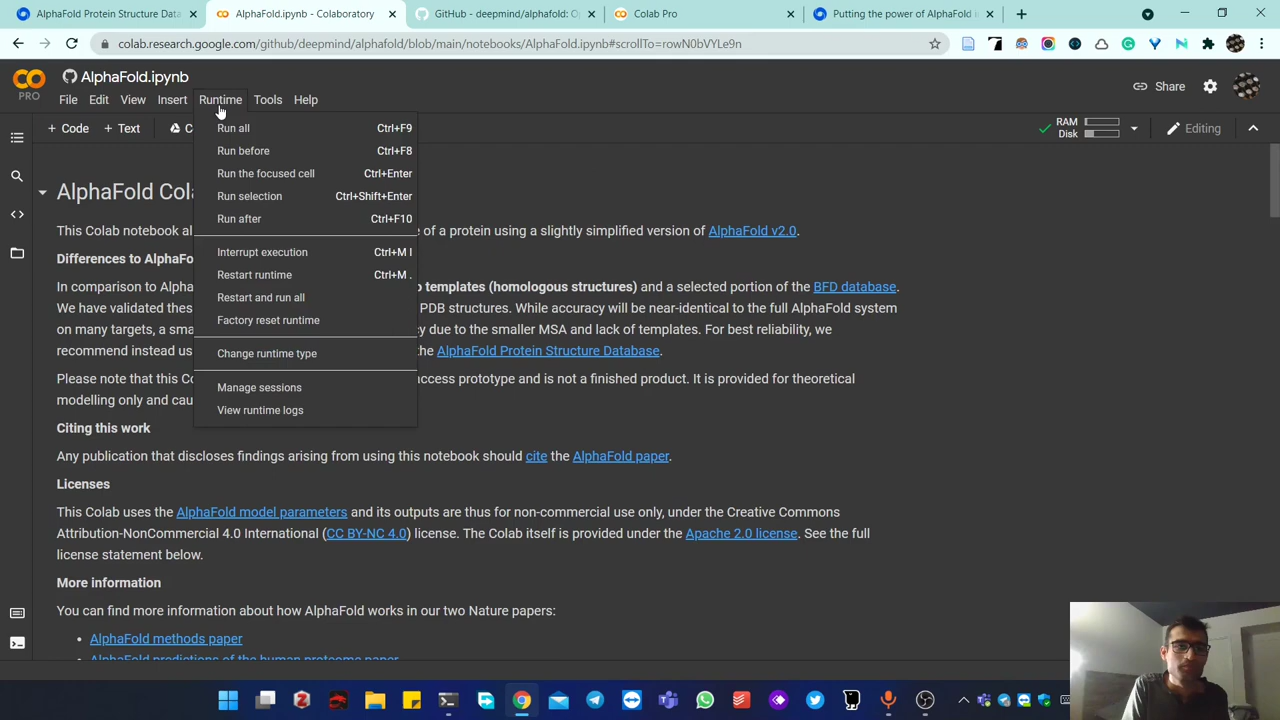 AlphaFold Protein Structure Data
AlphaFold.ipynb - Colaboratory
GitHub - deepmind/alphafold: O
Colab Pro
Putting the power of AlphaFold
colab.research.google.com/github/deepmind/alphafold/blob/main/notebooks/AlphaFold.ipynb#scrollTo=rowN0bVYLe9n
CO PRO
AlphaFold.ipynb
File Edit View Insert Runtime Tools Help
Share
+ Code + Text
RAM
Disk
Editing
Run all Ctrl+F9
Run before Ctrl+F8
Run the focused cell Ctrl+Enter
Run selection Ctrl+Shift+Enter
Run after Ctrl+F10
Interrupt execution Ctrl+M I
Restart runtime Ctrl+M .
Restart and run all
Factory reset runtime
Change runtime type
Manage sessions
View runtime logs
AlphaFold Col
This Colab notebook al e of a protein using a slightly simplified version of AlphaFold v2.0.
Differences to AlphaFo
In comparison to Alpha o templates (homologous structures) and a selected portion of the BFD database.
We have validated thes PDB structures. While accuracy will be near-identical to the full AlphaFold system
on many targets, a sma cy due to the smaller MSA and lack of templates. For best reliability, we
recommend instead us the AlphaFold Protein Structure Database.
Please note that this Co access prototype and is not a finished product. It is provided for theoretical
modelling only and cau
Citing this work
Any publication that discloses findings arising from using this notebook should cite the AlphaFold paper.
Licenses
This Colab uses the AlphaFold model parameters and its outputs are thus for non-commercial use only, under the Creative Commons
Attribution-NonCommercial 4.0 International (CC BY-NC 4.0) license. The Colab itself is provided under the Apache 2.0 license. See the full
license statement below.
More information
You can find more information about how AlphaFold works in our two Nature papers:
• AlphaFold methods paper
• AlphaFold predictions of the human proteome paper